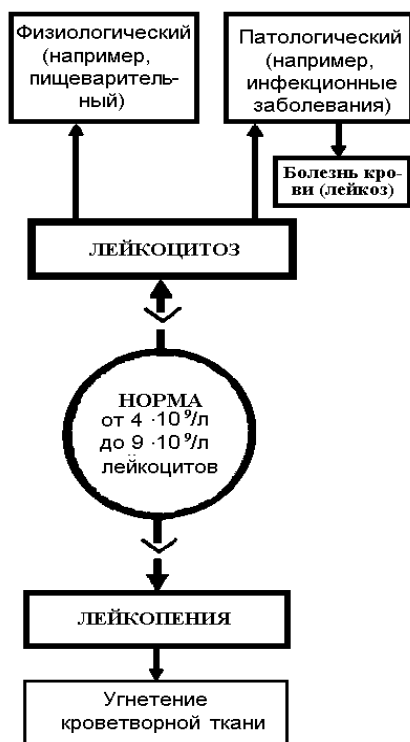 Физиологический
(например,
пищеваритель-
ный)
Патологический
(например,
инфекционные
заболевания)
Болезнь кро-
ви (лейкоз)
ЛЕЙКОЦИТОЗ
НОРМА
от 4 ·10⁹/л
до 9 ·10⁹/л
лейкоцитов
ЛЕЙКОПЕНИЯ
Угнетение
кроветворной ткани